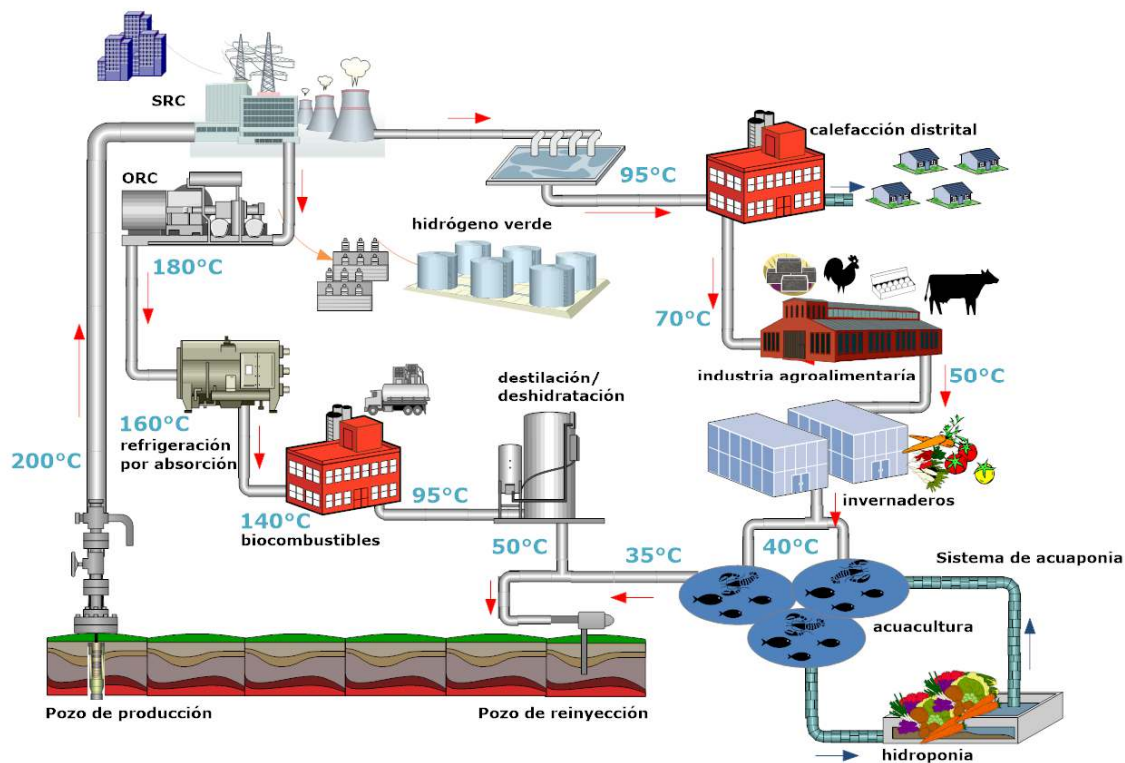 SRC
calefacción distrital
ORC
95°C
hidrógeno verde
180°C
70°C
destilación/
deshidratación
industria agroalimentaría
50°C
160°C
refrigeración
por absorción
200°C
95°C
invernaderos
140°C
biocombustibles
50°C
35°C
40°C
Sistema de acuaponia
acuacultura
Pozo de producción
Pozo de reinyección
hidroponia